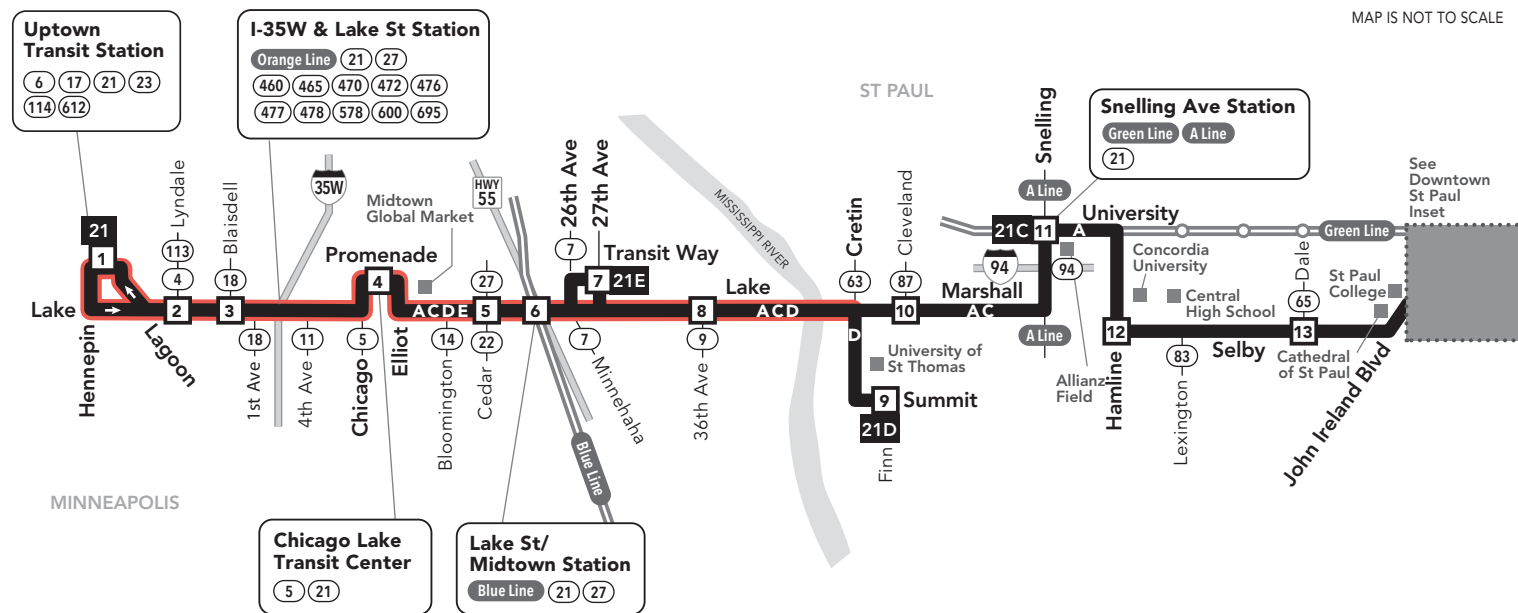 MAP IS NOT TO SCALE
Uptown
Transit Station
6 17 21 23
114 612
I-35W & Lake St Station
Orange Line 21 27
460 465 470 472 476
477 478 578 600 695
ST PAUL
MINNEAPOLIS
Snelling Ave Station
Green Line A Line
21
See
Downtown
St Paul
Inset
21
1
Lake
Hennepin
Lagoon
Lyndale
113
4
2
Blaisdell
18
3
18
1st Ave
35W
11
4th Ave
Midtown
Global Market
Promenade
4
5
Chicago
Elliot
ACDE
14
Bloomington
27
5
22
Cedar
HWY
55
6
26th Ave
27th Ave
7
7
Transit Way
21E
7
Minnehaha
Blue Line
Lake
8
9
36th Ave
ACD
MISSISSIPPI RIVER
Cretin
63
D
University of
St Thomas
9
Summit
21D
Finn
Cleveland
87
10
Marshall
AC
Snelling
A Line
21C
11
University
A
94
94
A Line
Allianz
Field
Green Line
Concordia
University
Central
High School
12
Hamline
83
Lexington
Selby
Dale
65
13
St Paul
College
Cathedral
of St Paul
John Ireland Blvd
Chicago Lake
Transit Center
5 21
Lake St/
Midtown Station
Blue Line 21 27